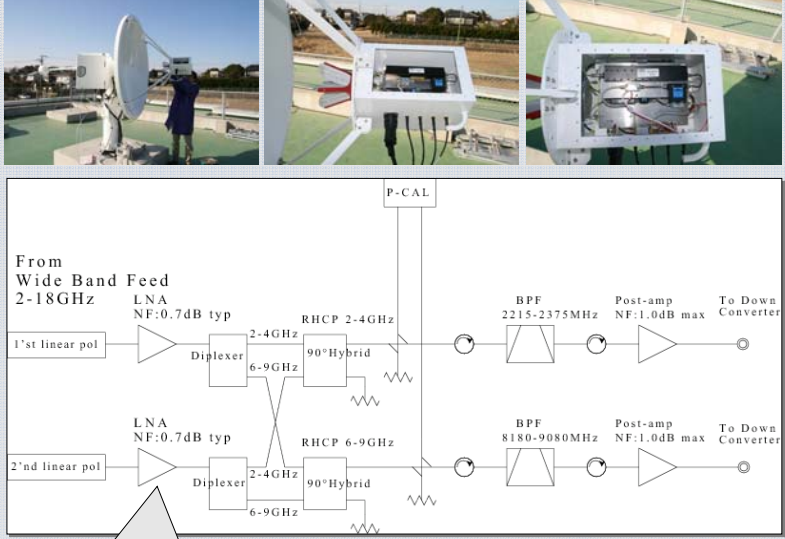 P-CAL
From
Wide Band Feed
2-18GHz
LNA
NF:0.7dB typ
1'st linear pol
Diplexer
2-4GHz
6-9GHz
RHCP 2-4GHz
90°Hybrid
BPF
2215-2375MHz
Post-amp
NF:1.0dB max
To Down
Converter
LNA
NF:0.7dB typ
2'nd linear pol
Diplexer
2-4GHz
6-9GHz
RHCP 6-9GHz
90°Hybrid
BPF
8180-9080MHz
Post-amp
NF:1.0dB max
To Down
Converter